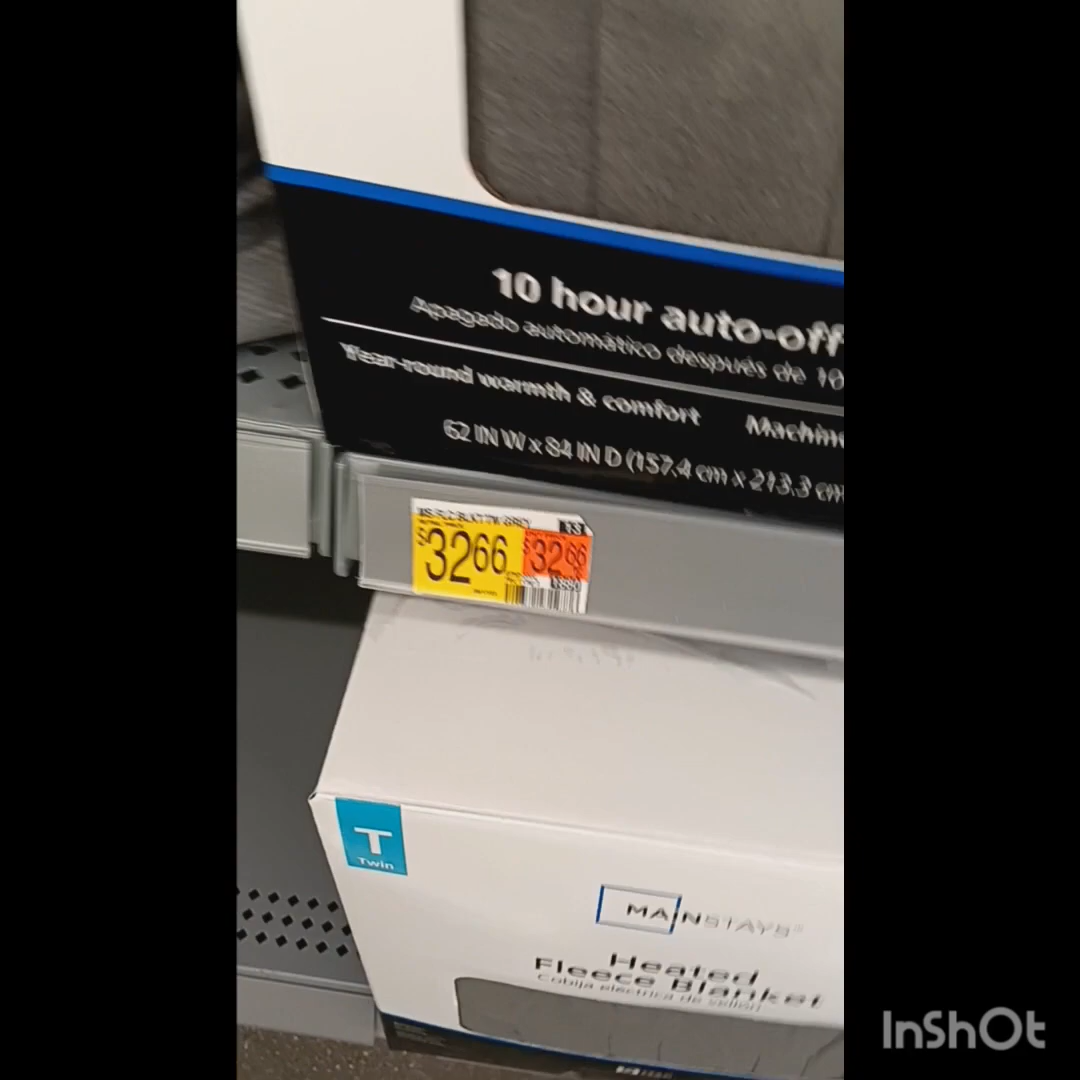 10 hour auto-off
Apagado automático después de 10
Year-round warmth & comfort Machine
62 IN W x 84 IN D (157.4 cm x 213.3 cm
$32 66
$32 66
T
Twin
MAINSTAYS
Heated
Fleece Blanket
Cobija eléctrica de vellón
InShOt